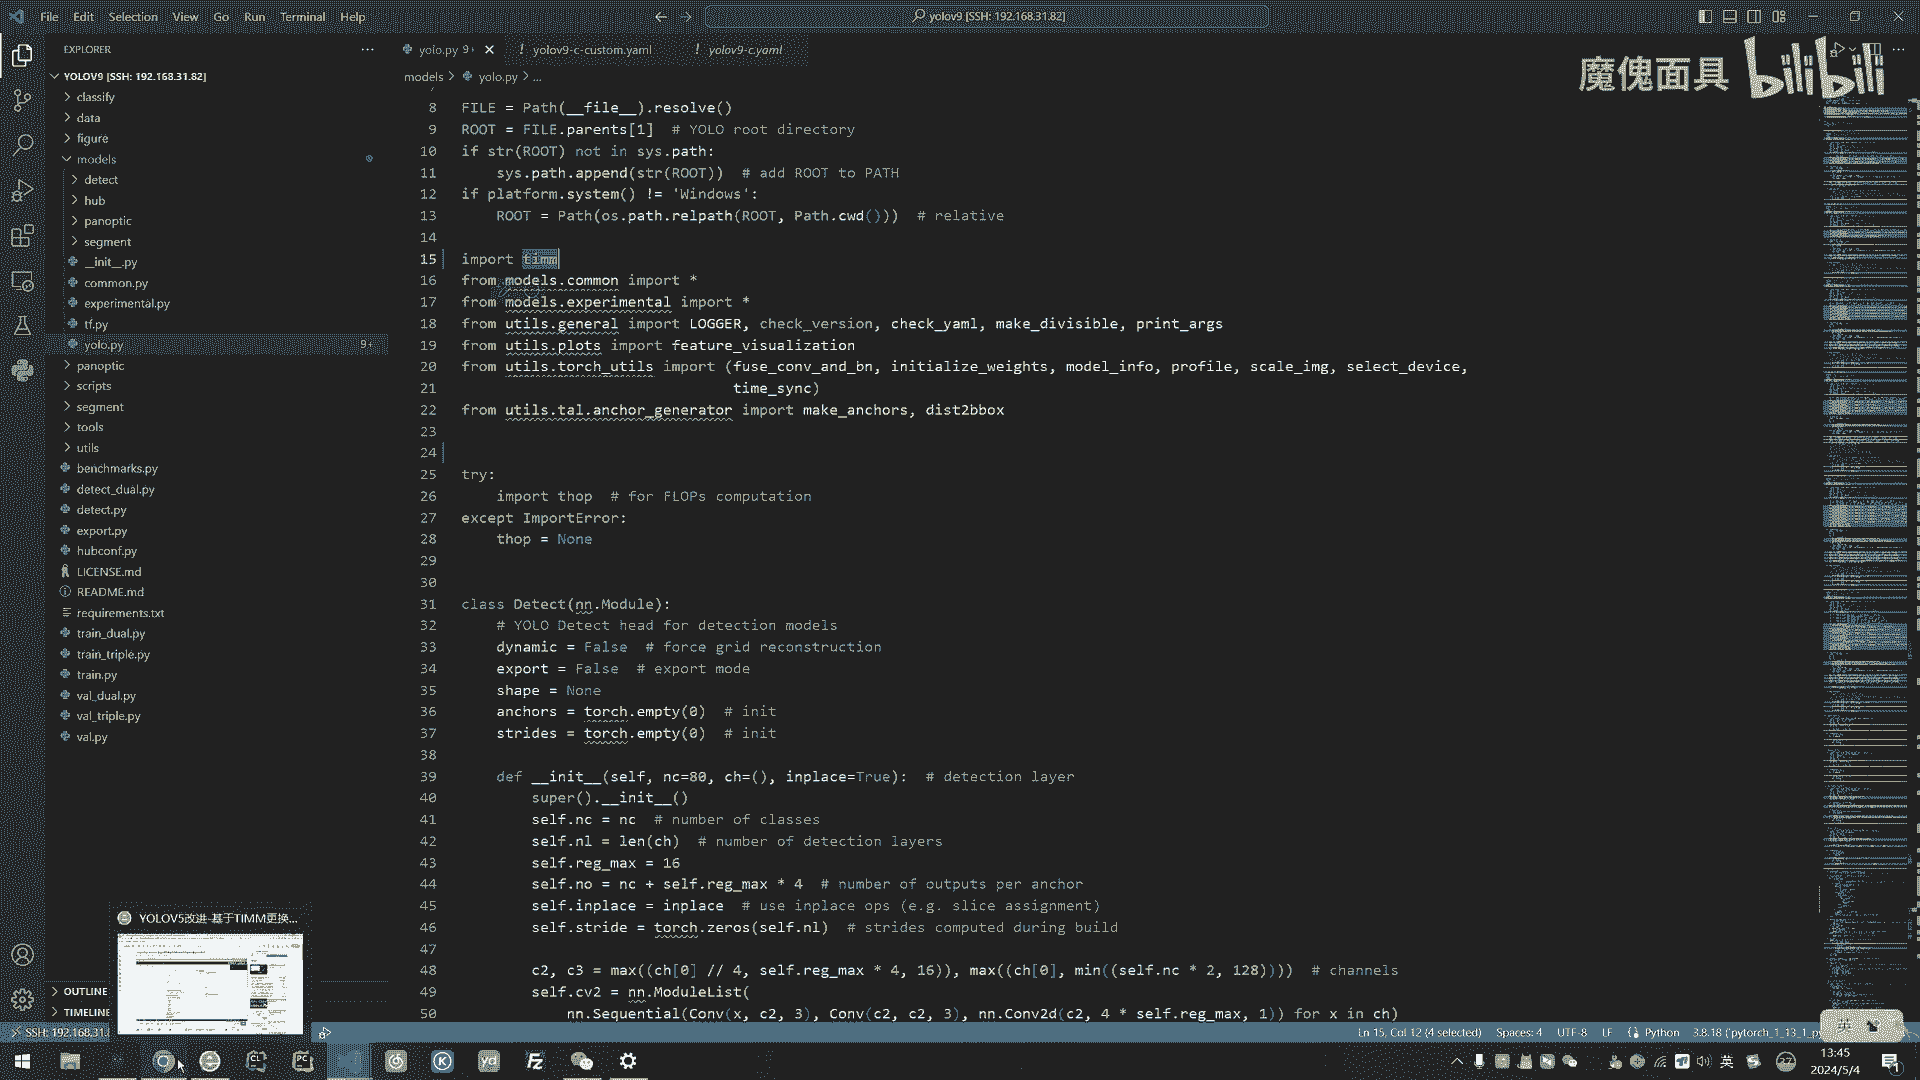 File Edit Selection View Go Run Terminal Help
yolov9 [SSH: 192.168.31.82]
魔傀面具 bilibili
EXPLORER
YOLOV9 [SSH: 192.168.31.82]
classify
data
figure
models
detect
hub
panoptic
segment
__init__.py
common.py
experimental.py
tf.py
yolo.py 9+
panoptic
scripts
segment
tools
utils
benchmarks.py
detect_dual.py
detect.py
export.py
hubconf.py
LICENSE.md
README.md
requirements.txt
train_dual.py
train_triple.py
train.py
val_dual.py
val_triple.py
val.py
OUTLINE
TIMELINE
yolo.py 9+ ! yolov9-c-custom.yaml ! yolov9-c.yaml
models > yolo.py > ...
8 FILE = Path(__file__).resolve()
9 ROOT = FILE.parents[1]  # YOLO root directory
10 if str(ROOT) not in sys.path:
11     sys.path.append(str(ROOT))  # add ROOT to PATH
12 if platform.system() != 'Windows':
13     ROOT = Path(os.path.relpath(ROOT, Path.cwd()))  # relative
14
15 import timm
16 from models.common import *
17 from models.experimental import *
18 from utils.general import LOGGER, check_version, check_yaml, make_divisible, print_args
19 from utils.plots import feature_visualization
20 from utils.torch_utils import (fuse_conv_and_bn, initialize_weights, model_info, profile, scale_img, select_device,
21                                time_sync)
22 from utils.tal.anchor_generator import make_anchors, dist2bbox
23
24
25 try:
26     import thop  # for FLOPs computation
27 except ImportError:
28     thop = None
29
30
31 class Detect(nn.Module):
32     # YOLO Detect head for detection models
33     dynamic = False  # force grid reconstruction
34     export = False  # export mode
35     shape = None
36     anchors = torch.empty(0)  # init
37     strides = torch.empty(0)  # init
38
39     def __init__(self, nc=80, ch=(), inplace=True):  # detection layer
40         super().__init__()
41         self.nc = nc  # number of classes
42         self.nl = len(ch)  # number of detection layers
43         self.reg_max = 16
44         self.no = nc + self.reg_max * 4  # number of outputs per anchor
45         self.inplace = inplace  # use inplace ops (e.g. slice assignment)
46         self.stride = torch.zeros(self.nl)  # strides computed during build
47
48         c2, c3 = max((ch[0] // 4, self.reg_max * 4, 16)), max((ch[0], min((self.nc * 2, 128))))  # channels
49         self.cv2 = nn.ModuleList(
50             nn.Sequential(Conv(x, c2, 3), Conv(c2, c2, 3), nn.Conv2d(c2, 4 * self.reg_max, 1)) for x in ch)
YOLOV5改进-基于TIMM更换...
SSH: 192.168.31. Ln 15, Col 12 (4 selected) Spaces: 4 UTF-8 LF Python 3.8.18 ('pytorch_1_13_1_p
英 27 13:45
2024/5/4